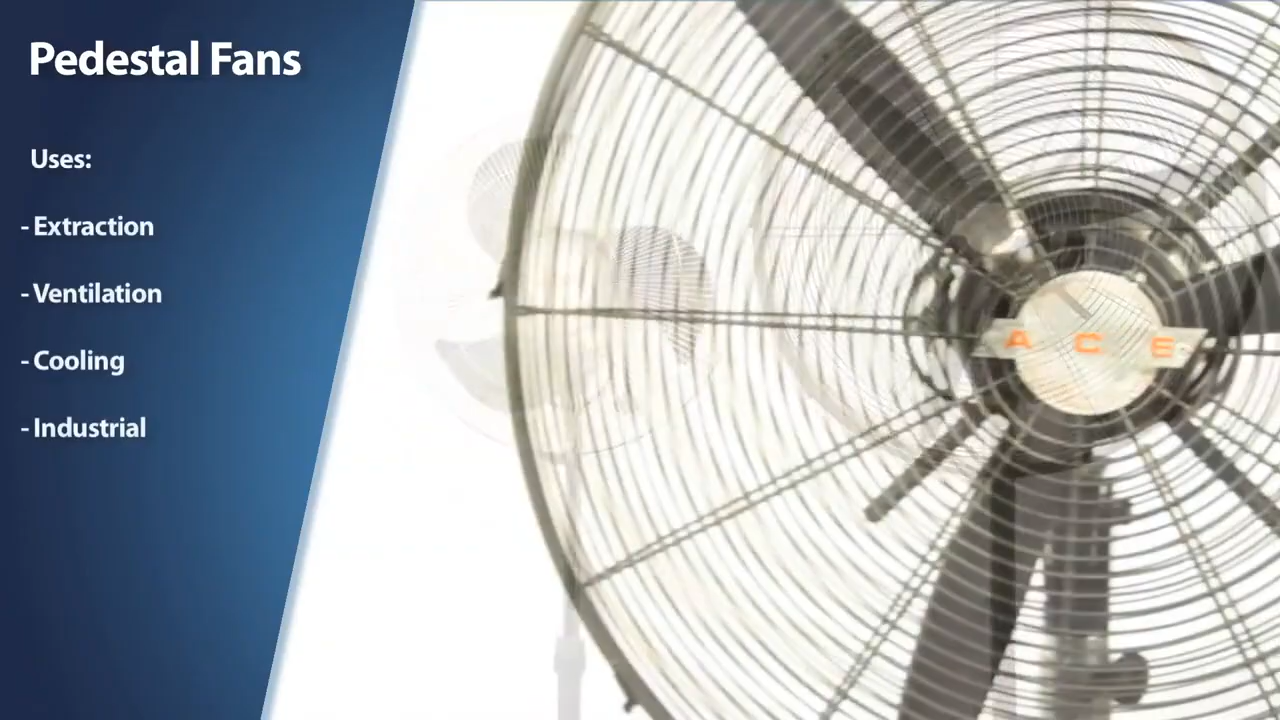 Pedestal Fans
Uses:
- Extraction
- Ventilation
- Cooling
- Industrial
A C E